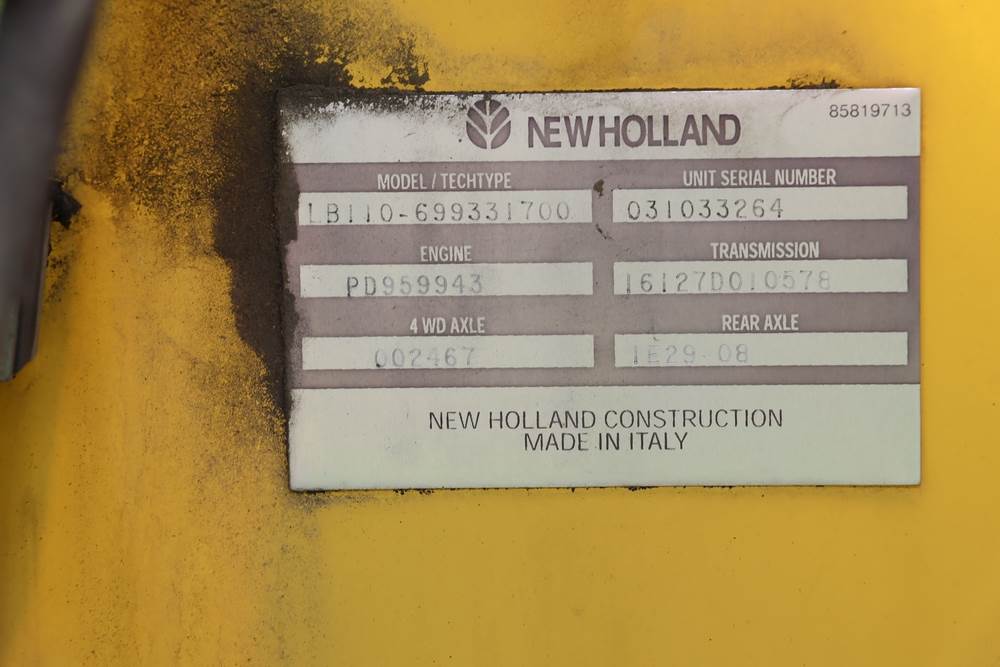 NEW HOLLAND
85819713
MODEL / TECHTYPE
UNIT SERIAL NUMBER
LB110-699331700
031033264
ENGINE
TRANSMISSION
PD959943
16127D010578
4 WD AXLE
REAR AXLE
002467
1E29-08
NEW HOLLAND CONSTRUCTION
MADE IN ITALY